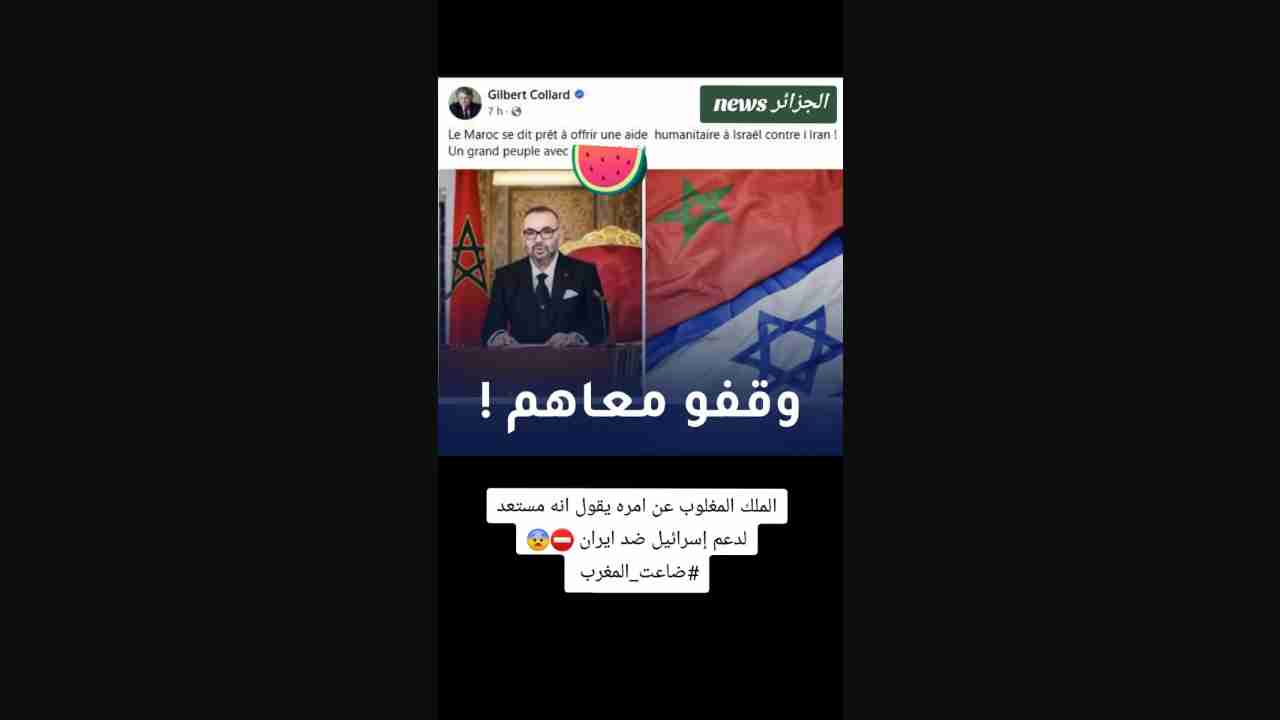 Gilbert Collard
7 h
الجزائر news
Le Maroc se dit prêt à offrir une aide humanitaire à Israël contre i Iran !
Un grand peuple avec
وقفو معاهم !
الملك المغلوب عن امره يقول انه مستعد
لدعم إسرائيل ضد ايران ⛔😨
#ضاعت_المغرب